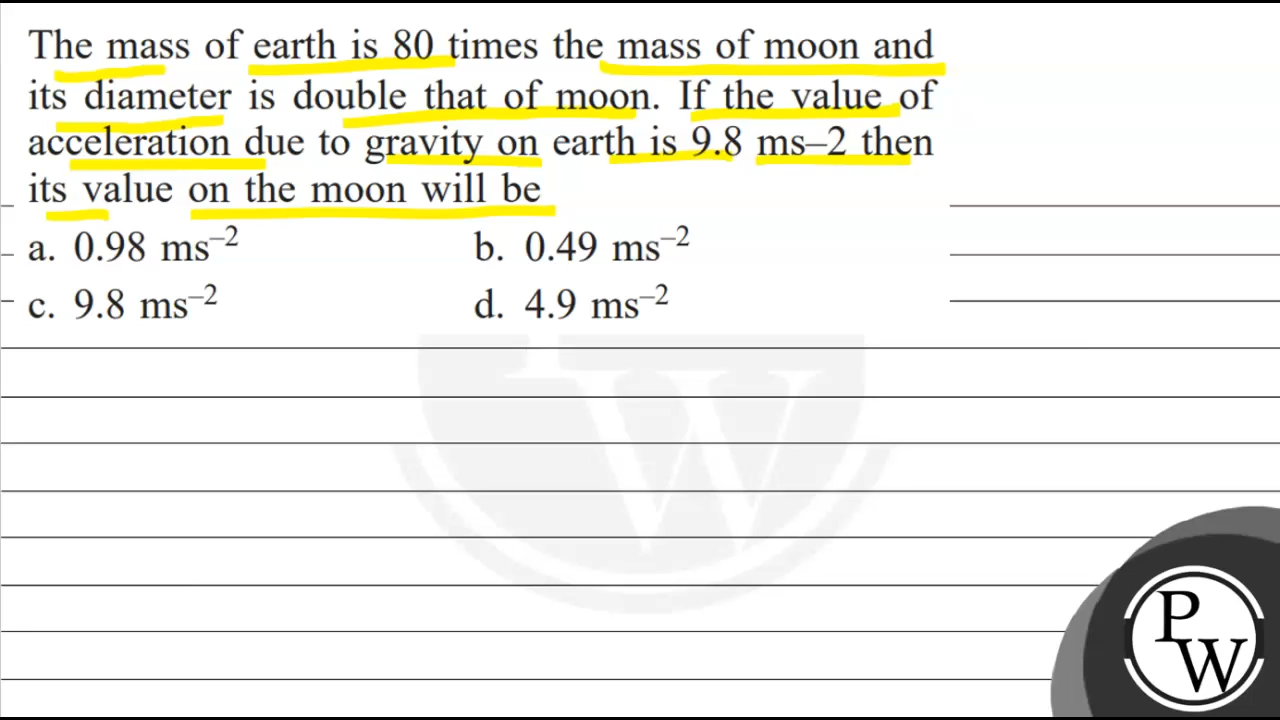 The mass of earth is 80 times the mass of moon and
its diameter is double that of moon. If the value of
acceleration due to gravity on earth is 9.8 ms–2 then
its value on the moon will be
a. 0.98 ms⁻² b. 0.49 ms⁻²
c. 9.8 ms⁻² d. 4.9 ms⁻²
W
P
W